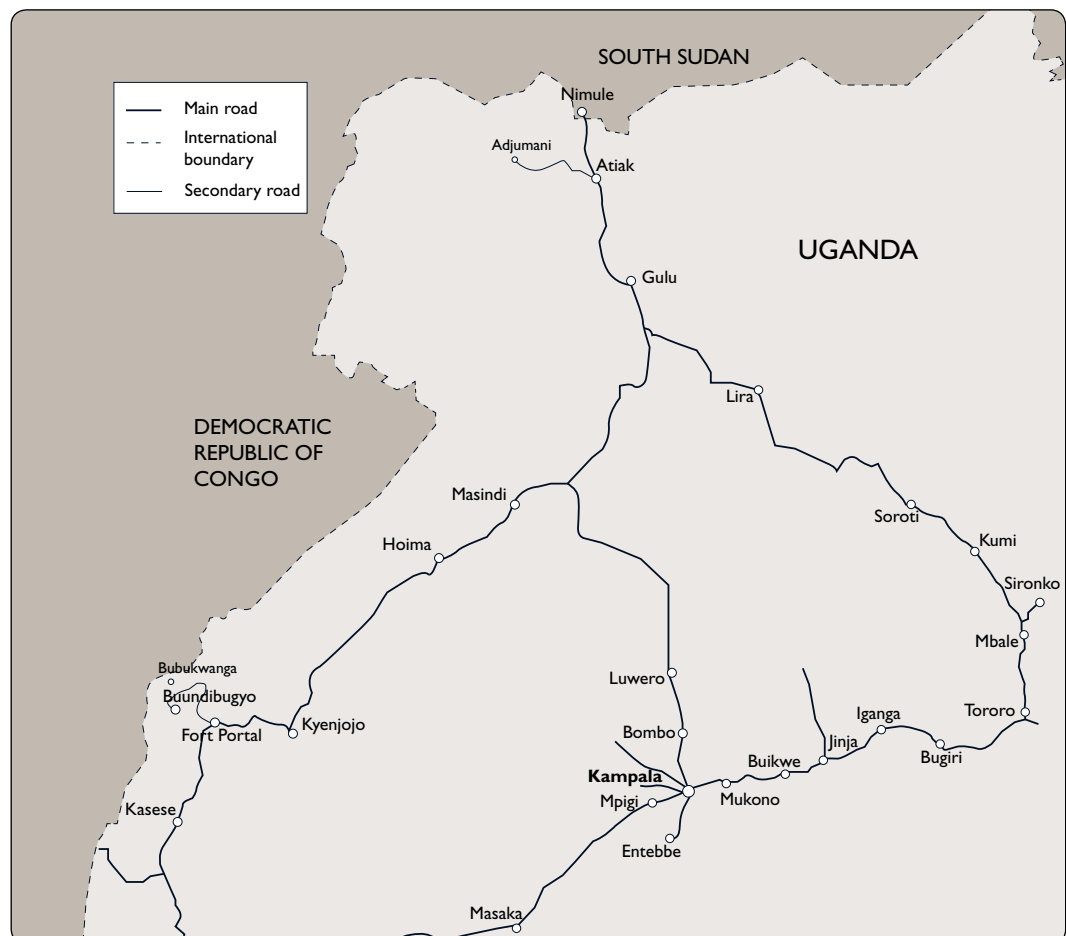 SOUTH SUDAN
Nimule
Main road
International
boundary
Secondary road
Adjumani
Atiak
UGANDA
Gulu
Lira
DEMOCRATIC
REPUBLIC OF
CONGO
Masindi
Soroti
Hoima
Kumi
Sironko
Mbale
Bubukwanga
Luwero
Buundibugyo
Kyenjojo
Fort Portal
Bombo
Iganga
Tororo
Jinja
Bugiri
Buikwe
Kampala
Mukono
Mpigi
Kasese
Entebbe
Masaka